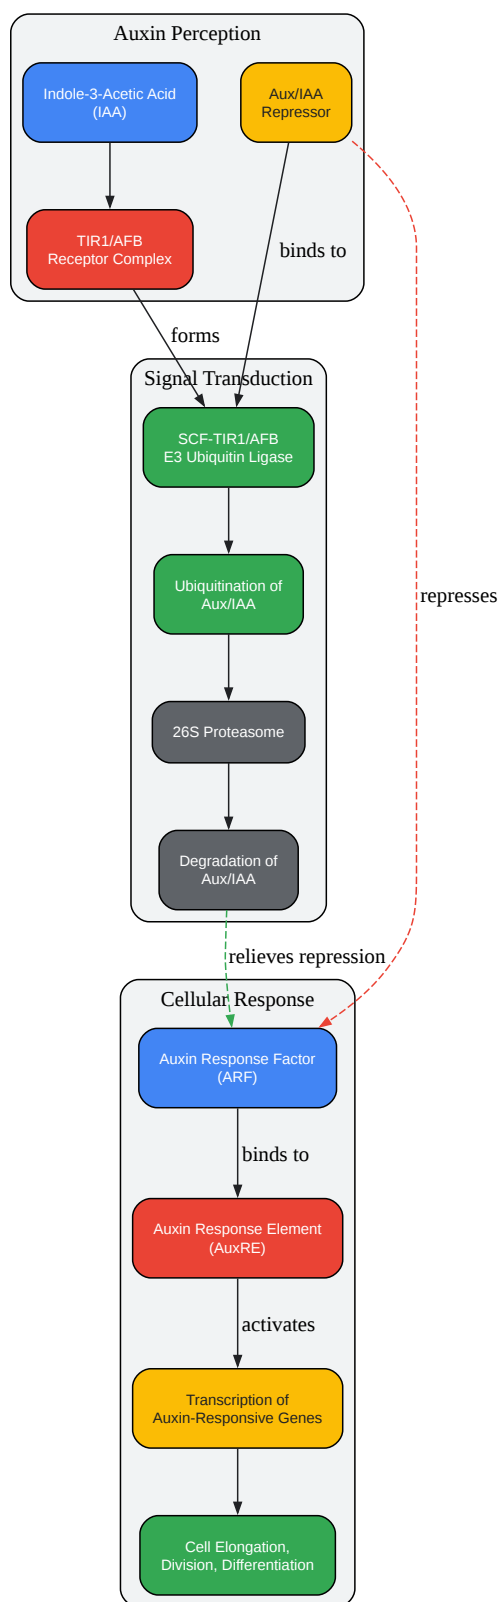 Auxin Perception
Indole-3-Acetic Acid
(IAA)
Aux/IAA
Repressor
TIR1/AFB
Receptor Complex
binds to
forms
Signal Transduction
SCF-TIR1/AFB
E3 Ubiquitin Ligase
Ubiquitination of
Aux/IAA
represses
26S Proteasome
Degradation of
Aux/IAA
relieves repression
Cellular Response
Auxin Response Factor
(ARF)
binds to
Auxin Response Element
(AuxRE)
activates
Transcription of
Auxin-Responsive Genes
Cell Elongation,
Division, Differentiation